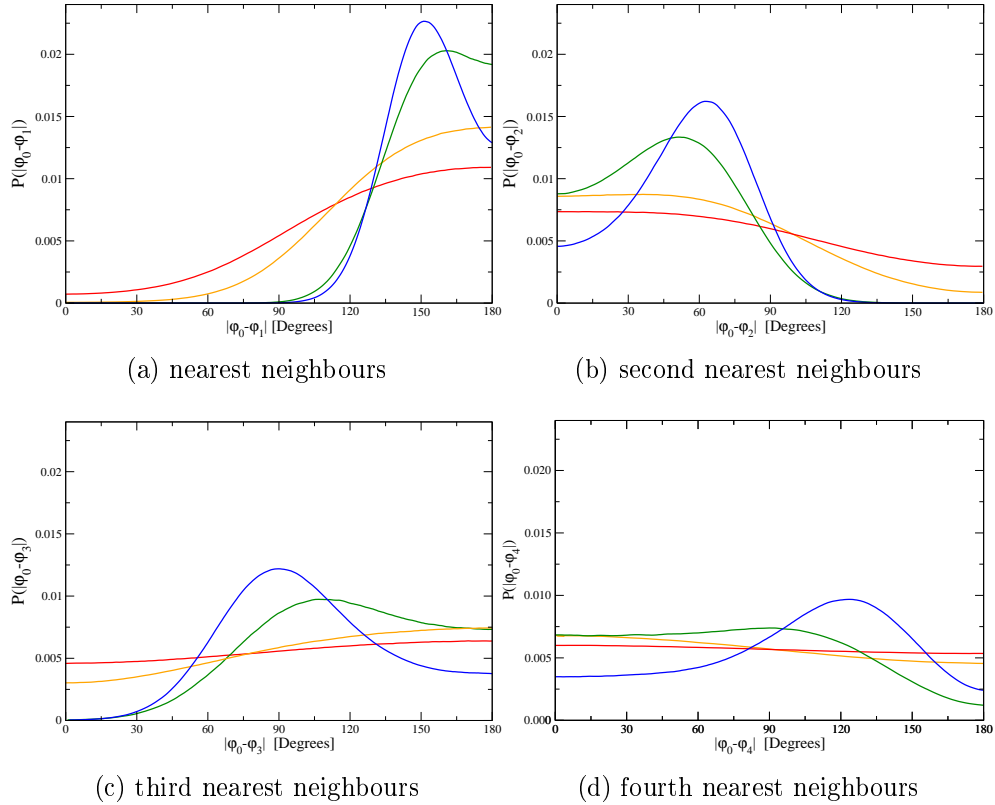 0.02
0.015
0.01
0.005
0
P(|φ₀-φ₁|)
0 30 60 90 120 150 180
|φ₀-φ₁| [Degrees]
(a) nearest neighbours
0.02
0.015
0.01
0.005
0
P(|φ₀-φ₂|)
0 30 60 90 120 150 180
|φ₀-φ₂| [Degrees]
(b) second nearest neighbours
0.02
0.015
0.01
0.005
0
P(|φ₀-φ₃|)
0 30 60 90 120 150 180
|φ₀-φ₃| [Degrees]
(c) third nearest neighbours
0.020
0.015
0.010
0.005
0.000
P(|φ₀-φ₄|)
0 30 60 90 120 150 180
|φ₀-φ₄| [Degrees]
(d) fourth nearest neighbours